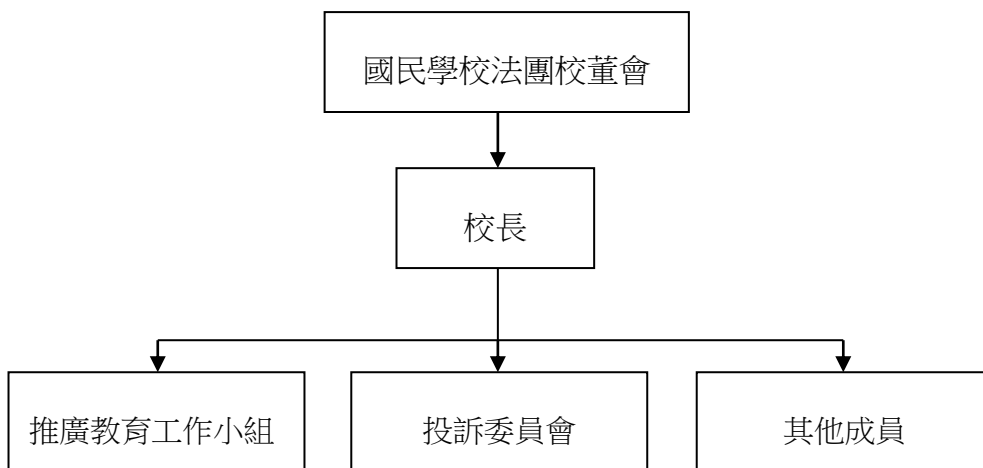 國民學校法團校董會
校長
推廣教育工作小組
投訴委員會
其他成員